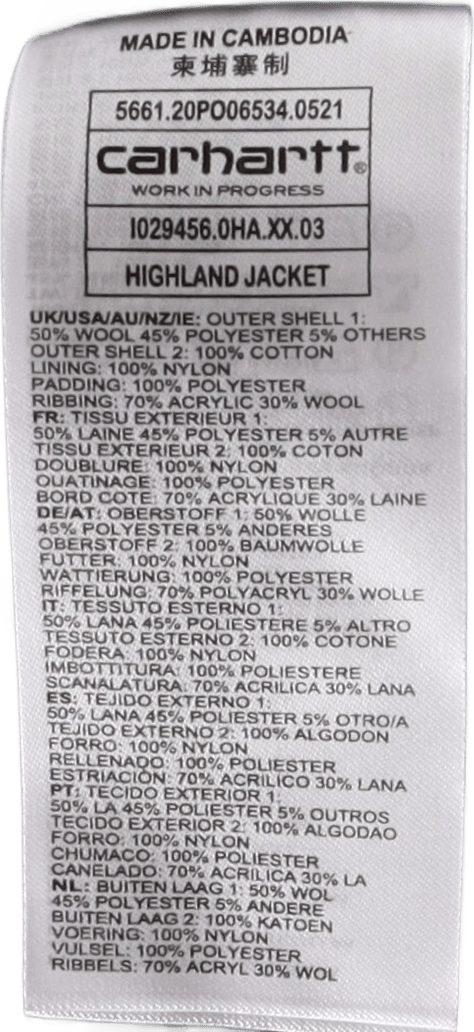 MADE IN CAMBODIA
柬埔寨制
5661.20PO06534.0521
carhartt®
WORK IN PROGRESS
I029456.0HA.XX.03
HIGHLAND JACKET
UK/USA/AU/NZ/IE: OUTER SHELL 1:
50% WOOL 45% POLYESTER 5% OTHERS
OUTER SHELL 2: 100% COTTON
LINING: 100% NYLON
PADDING: 100% POLYESTER
RIBBING: 70% ACRYLIC 30% WOOL
FR: TISSU EXTERIEUR 1:
50% LAINE 45% POLYESTER 5% AUTRE
TISSU EXTERIEUR 2: 100% COTON
DOUBLURE: 100% NYLON
OUATINAGE: 100% POLYESTER
BORD COTE: 70% ACRYLIQUE 30% LAINE
DE/AT: OBERSTOFF 1: 50% WOLLE
45% POLYESTER 5% ANDERES
OBERSTOFF 2: 100% BAUMWOLLE
FUTTER: 100% NYLON
WATTIERUNG: 100% POLYESTER
RIFFELUNG: 70% POLYACRYL 30% WOLLE
IT: TESSUTO ESTERNO 1:
50% LANA 45% POLIESTERE 5% ALTRO
TESSUTO ESTERNO 2: 100% COTONE
FODERA: 100% NYLON
IMBOTTITURA: 100% POLIESTERE
SCANALATURA: 70% ACRILICA 30% LANA
ES: TEJIDO EXTERNO 1:
50% LANA 45% POLIESTER 5% OTRO/A
TEJIDO EXTERNO 2: 100% ALGODON
FORRO: 100% NYLON
RELLENADO: 100% POLIESTER
ESTRIACIÓN: 70% ACRILICO 30% LANA
PT: TECIDO EXTERIOR 1:
50% LA 45% POLIESTER 5% OUTROS
TECIDO EXTERIOR 2: 100% ALGODAO
FORRO: 100% NYLON
CHUMACO: 100% POLIESTER
CANELADO: 70% ACRILICA 30% LA
NL: BUITEN LAAG 1: 50% WOL
45% POLYESTER 5% ANDERE
BUITEN LAAG 2: 100% KATOEN
VOERING: 100% NYLON
VULSEL: 100% POLYESTER
RIBBELS: 70% ACRYL 30% WOL